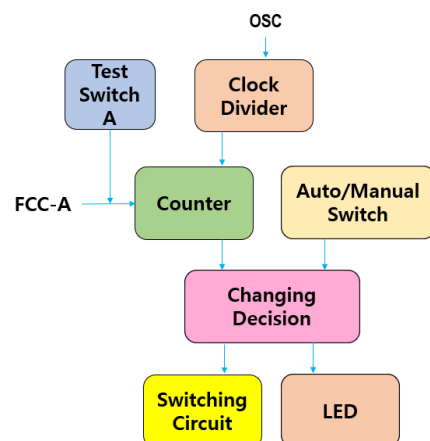 OSC
Test
Switch
A
Clock
Divider
FCC-A
Counter
Auto/Manual
Switch
Changing
Decision
Switching
Circuit
LED